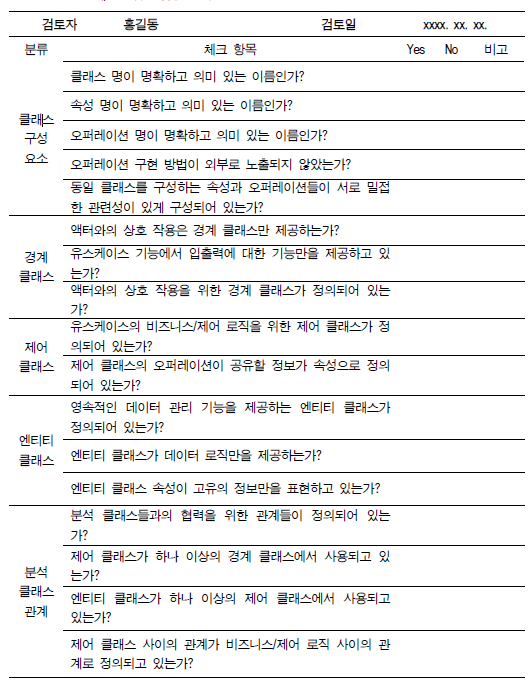 검토자 홍길동 검토일 xxxx. xx. xx.
분류 체크 항목 Yes No 비고
클래스
구성
요소
클래스 명이 명확하고 의미 있는 이름인가?
속성 명이 명확하고 의미 있는 이름인가?
오퍼레이션 명이 명확하고 의미 있는 이름인가?
오퍼레이션 구현 방법이 외부로 노출되지 않았는가?
동일 클래스를 구성하는 속성과 오퍼레이션들이 서로 밀접
한 관련성이 있게 구성되어 있는가?
경계
클래스
액터와의 상호 작용은 경계 클래스만 제공하는가?
유스케이스 기능에서 입출력에 대한 기능만을 제공하고 있
는가?
액터와의 상호 작용을 위한 경계 클래스가 정의되어 있는
가?
제어
클래스
유스케이스의 비즈니스/제어 로직을 위한 제어 클래스가 정
의되어 있는가?
제어 클래스의 오퍼레이션이 공유할 정보가 속성으로 정의
되어 있는가?
엔티티
클래스
영속적인 데이터 관리 기능을 제공하는 엔티티 클래스가
정의되어 있는가?
엔티티 클래스가 데이터 로직만을 제공하는가?
엔티티 클래스 속성이 고유의 정보만을 표현하고 있는가?
분석
클래스
관계
분석 클래스들과의 협력을 위한 관계들이 정의되어 있는
가?
제어 클래스가 하나 이상의 경계 클래스에서 사용되고 있
는가?
엔티티 클래스가 하나 이상의 제어 클래스에서 사용되고
있는가?
제어 클래스 사이의 관계가 비즈니스/제어 로직 사이의 관
계로 정의되고 있는가?